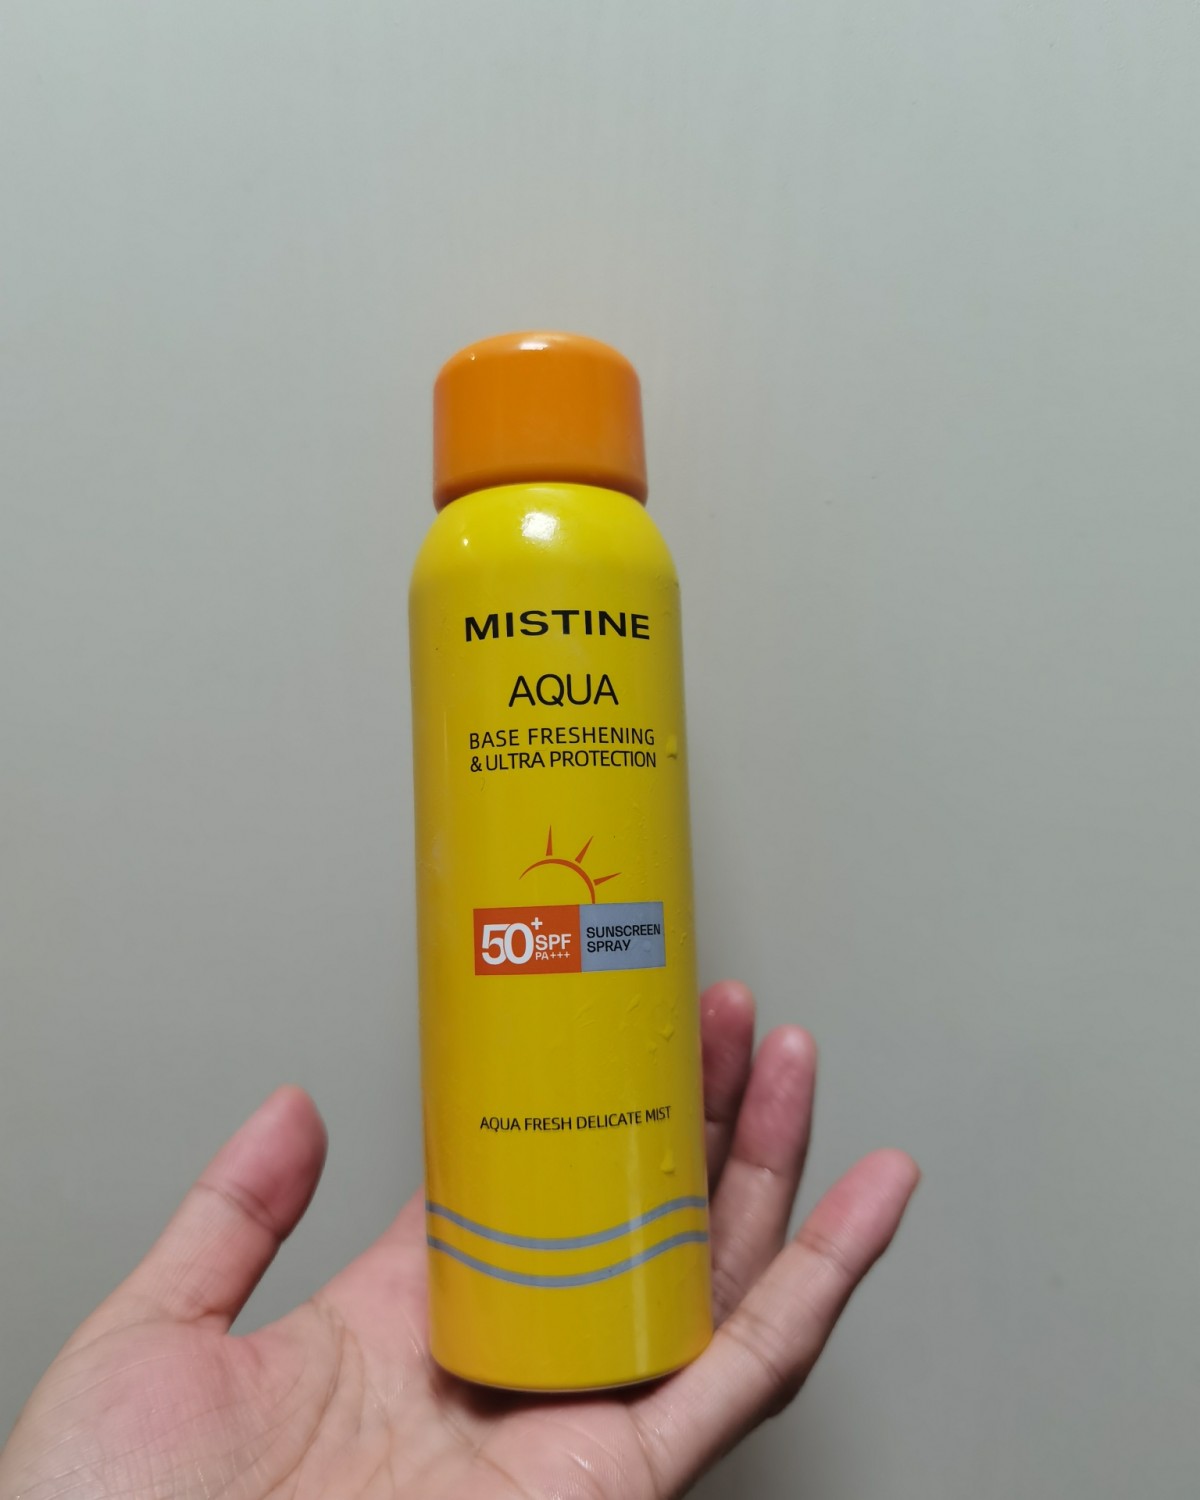 MISTINE
AQUA
BASE FRESHENING
& ULTRA PROTECTION
50+ SPF
PA+++
SUNSCREEN
SPRAY
AQUA FRESH DELICATE MIST